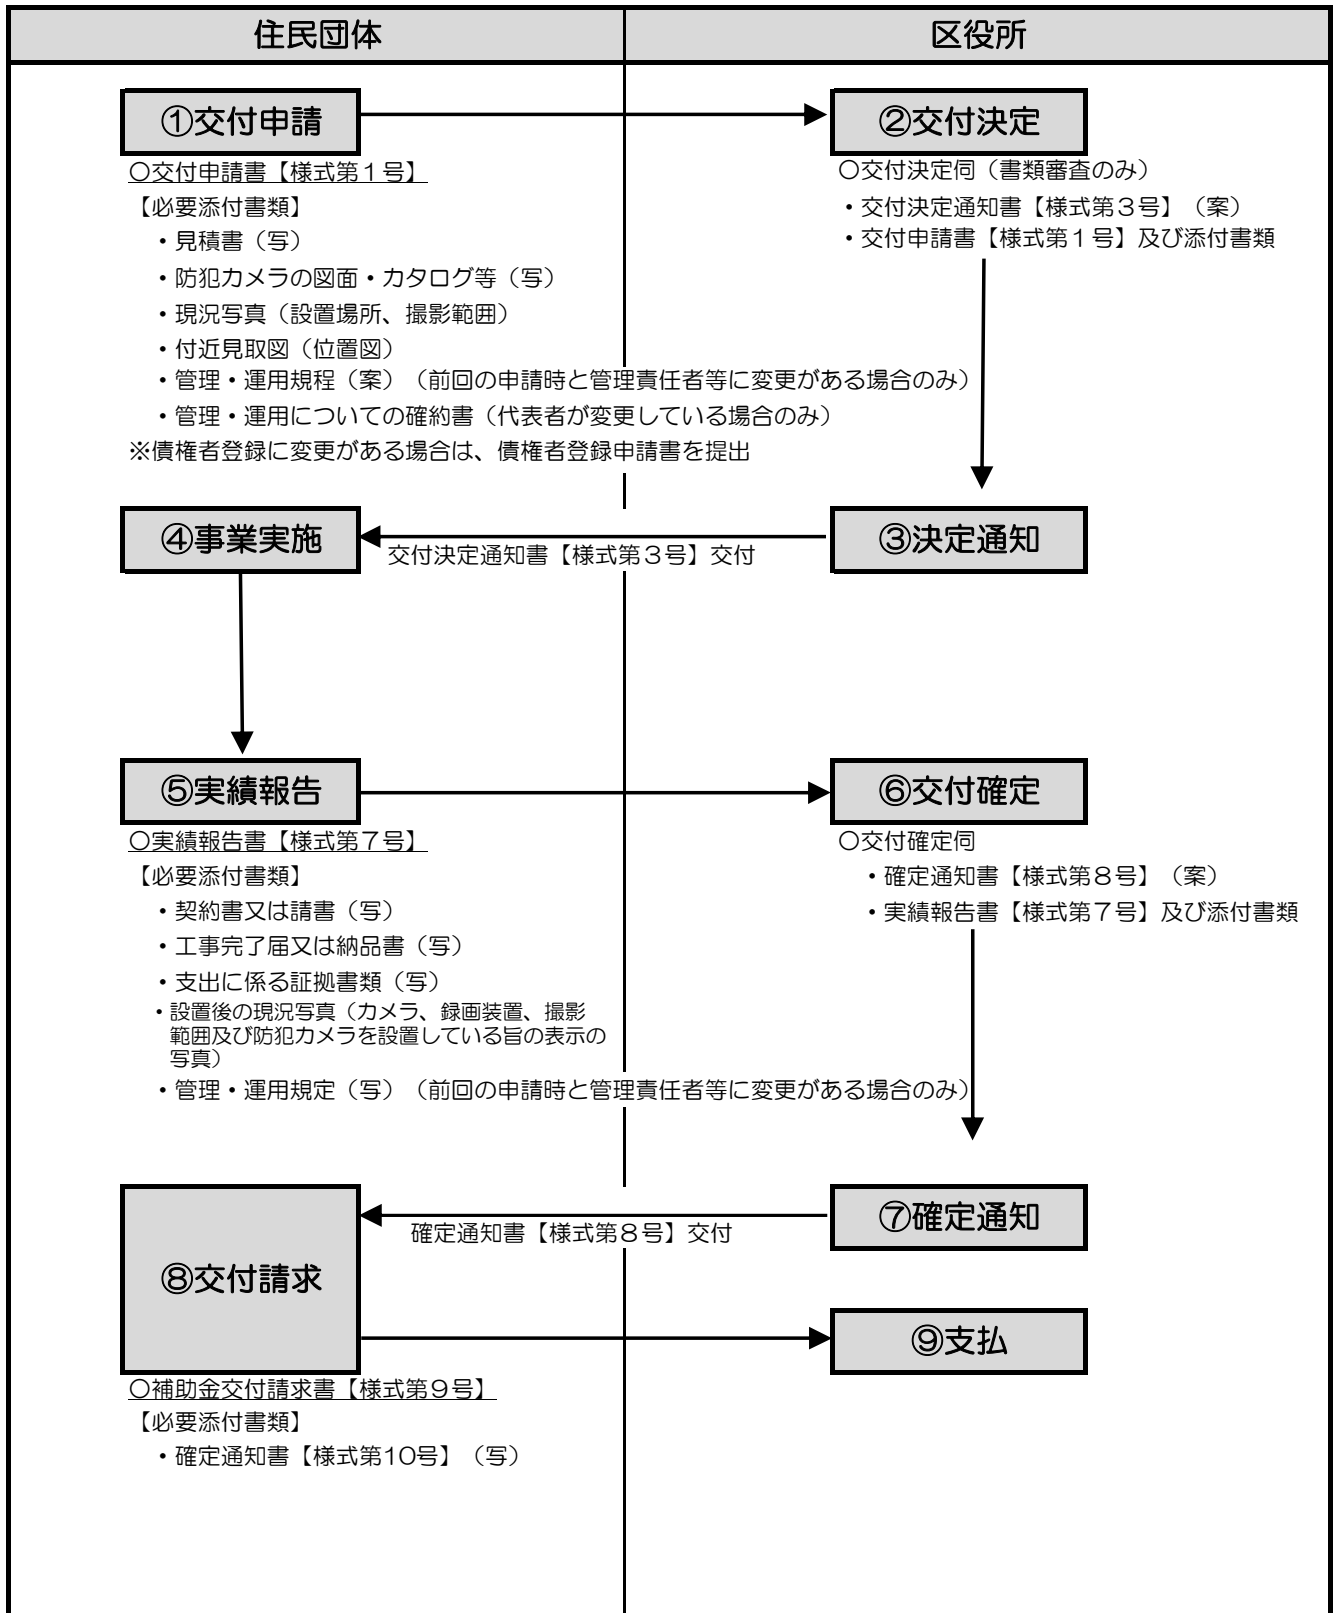 住民団体
区役所
①交付申請
〇交付申請書【様式第１号】
【必要添付書類】
・見積書（写）
・防犯カメラの図面・カタログ等（写）
・現況写真（設置場所、撮影範囲）
・付近見取図（位置図）
・管理・運用規程（案）（前回の申請時と管理責任者等に変更がある場合のみ）
・管理・運用についての確約書（代表者が変更している場合のみ）
※債権者登録に変更がある場合は、債権者登録申請書を提出
②交付決定
〇交付決定伺（書類審査のみ）
・交付決定通知書【様式第３号】（案）
・交付申請書【様式第１号】及び添付書類
③決定通知
交付決定通知書【様式第３号】交付
④事業実施
⑤実績報告
〇実績報告書【様式第７号】
【必要添付書類】
・契約書又は請書（写）
・工事完了届又は納品書（写）
・支出に係る証拠書類（写）
・設置後の現況写真（カメラ、録画装置、撮影
範囲及び防犯カメラを設置している旨の表示の
写真）
・管理・運用規定（写）（前回の申請時と管理責任者等に変更がある場合のみ）
⑥交付確定
〇交付確定伺
・確定通知書【様式第８号】（案）
・実績報告書【様式第７号】及び添付書類
⑦確定通知
確定通知書【様式第８号】交付
⑧交付請求
⑨支払
〇補助金交付請求書【様式第９号】
【必要添付書類】
・確定通知書【様式第10号】（写）